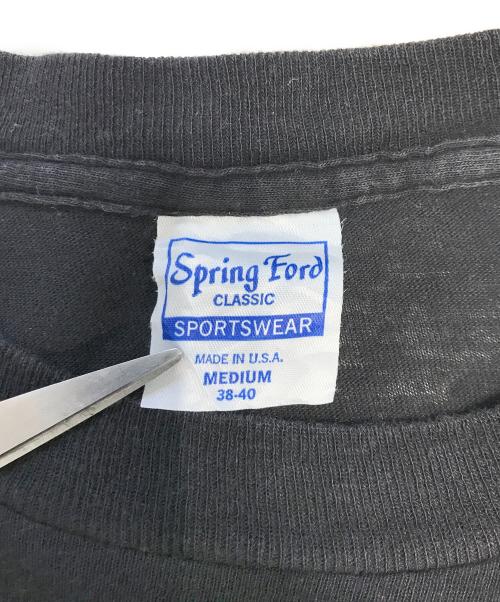 Spring Ford
CLASSIC
SPORTSWEAR
MADE IN U.S.A.
MEDIUM
38-40